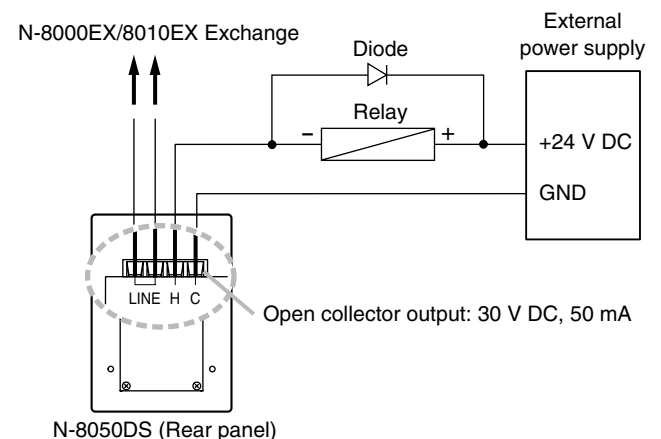 N-8000EX/8010EX Exchange
External
power supply
Diode
Relay
– +
+24 V DC
GND
LINE H C
Open collector output: 30 V DC, 50 mA
N-8050DS (Rear panel)